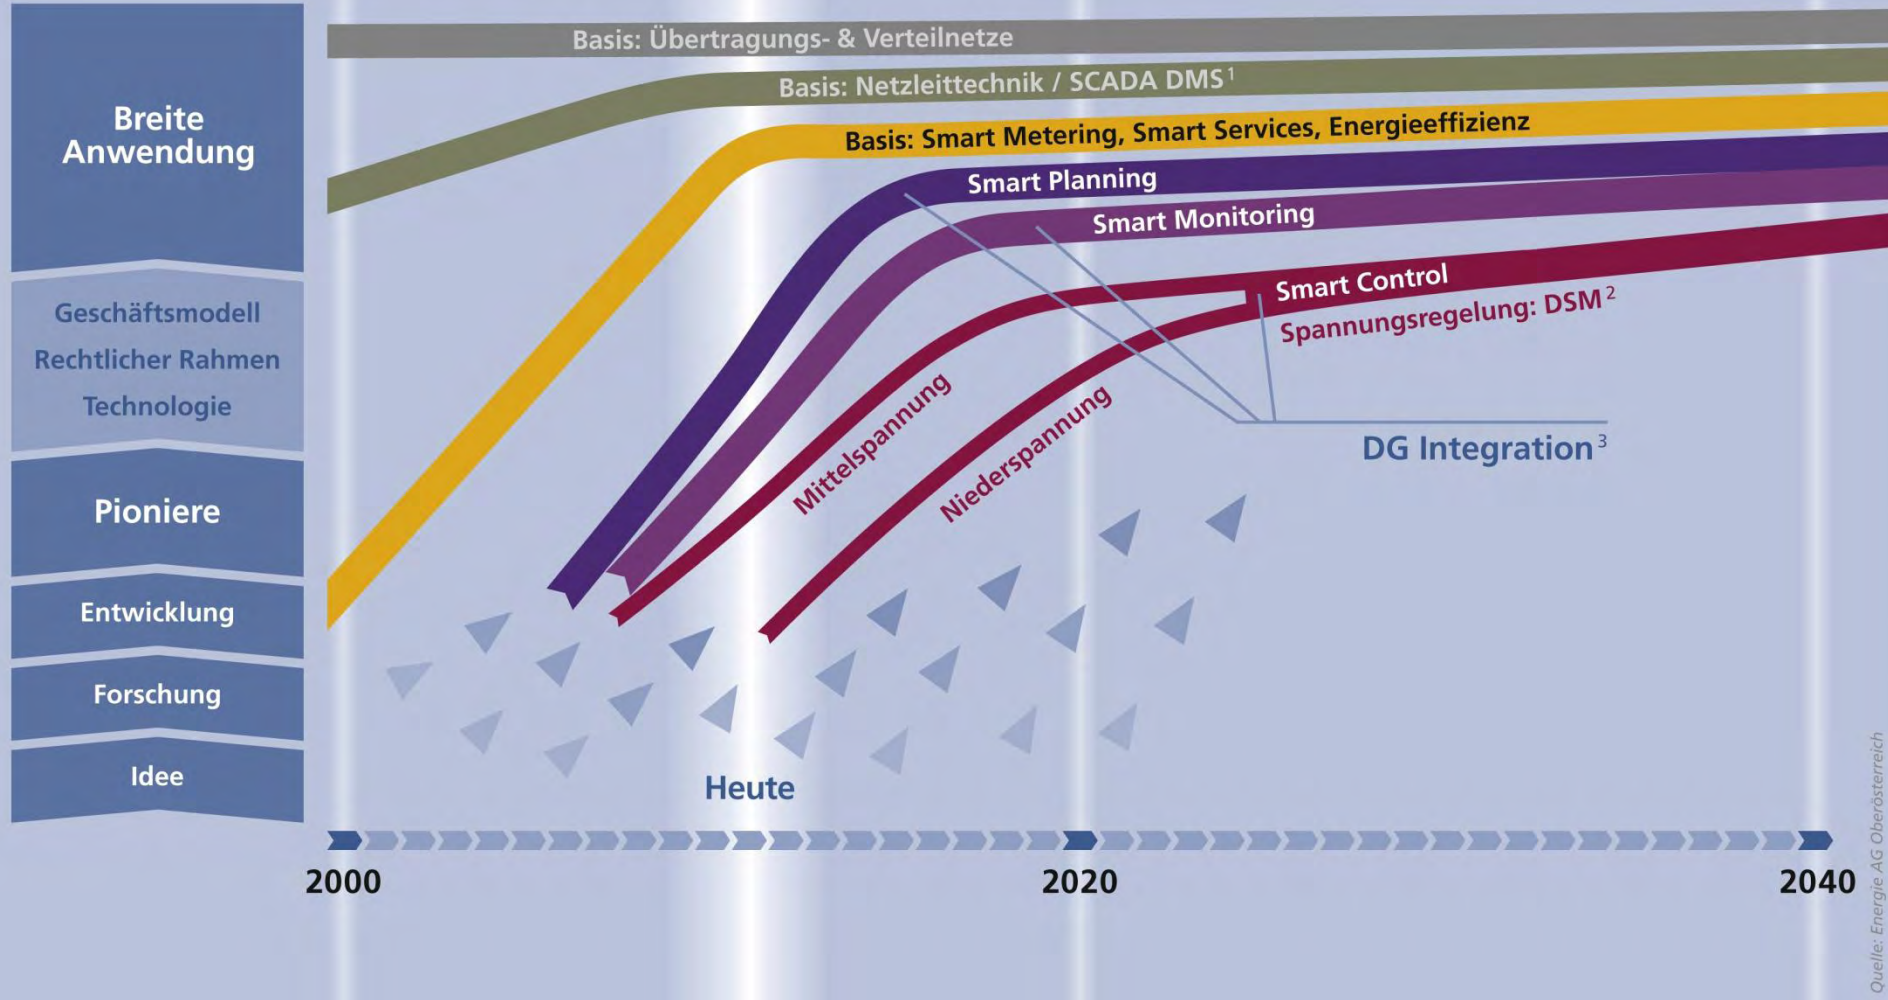 Breite
Anwendung
Geschäftsmodell
Rechtlicher Rahmen
Technologie
Pioniere
Entwicklung
Forschung
Idee
Basis: Übertragungs- & Verteilnetze
Basis: Netzleittechnik / SCADA DMS¹
Basis: Smart Metering, Smart Services, Energieeffizienz
Smart Planning
Smart Monitoring
Smart Control
Spannungsregelung: DSM²
Mittelspannung
Niederspannung
DG Integration³
Heute
2000
2020
2040
Quelle: Energie AG Oberösterreich